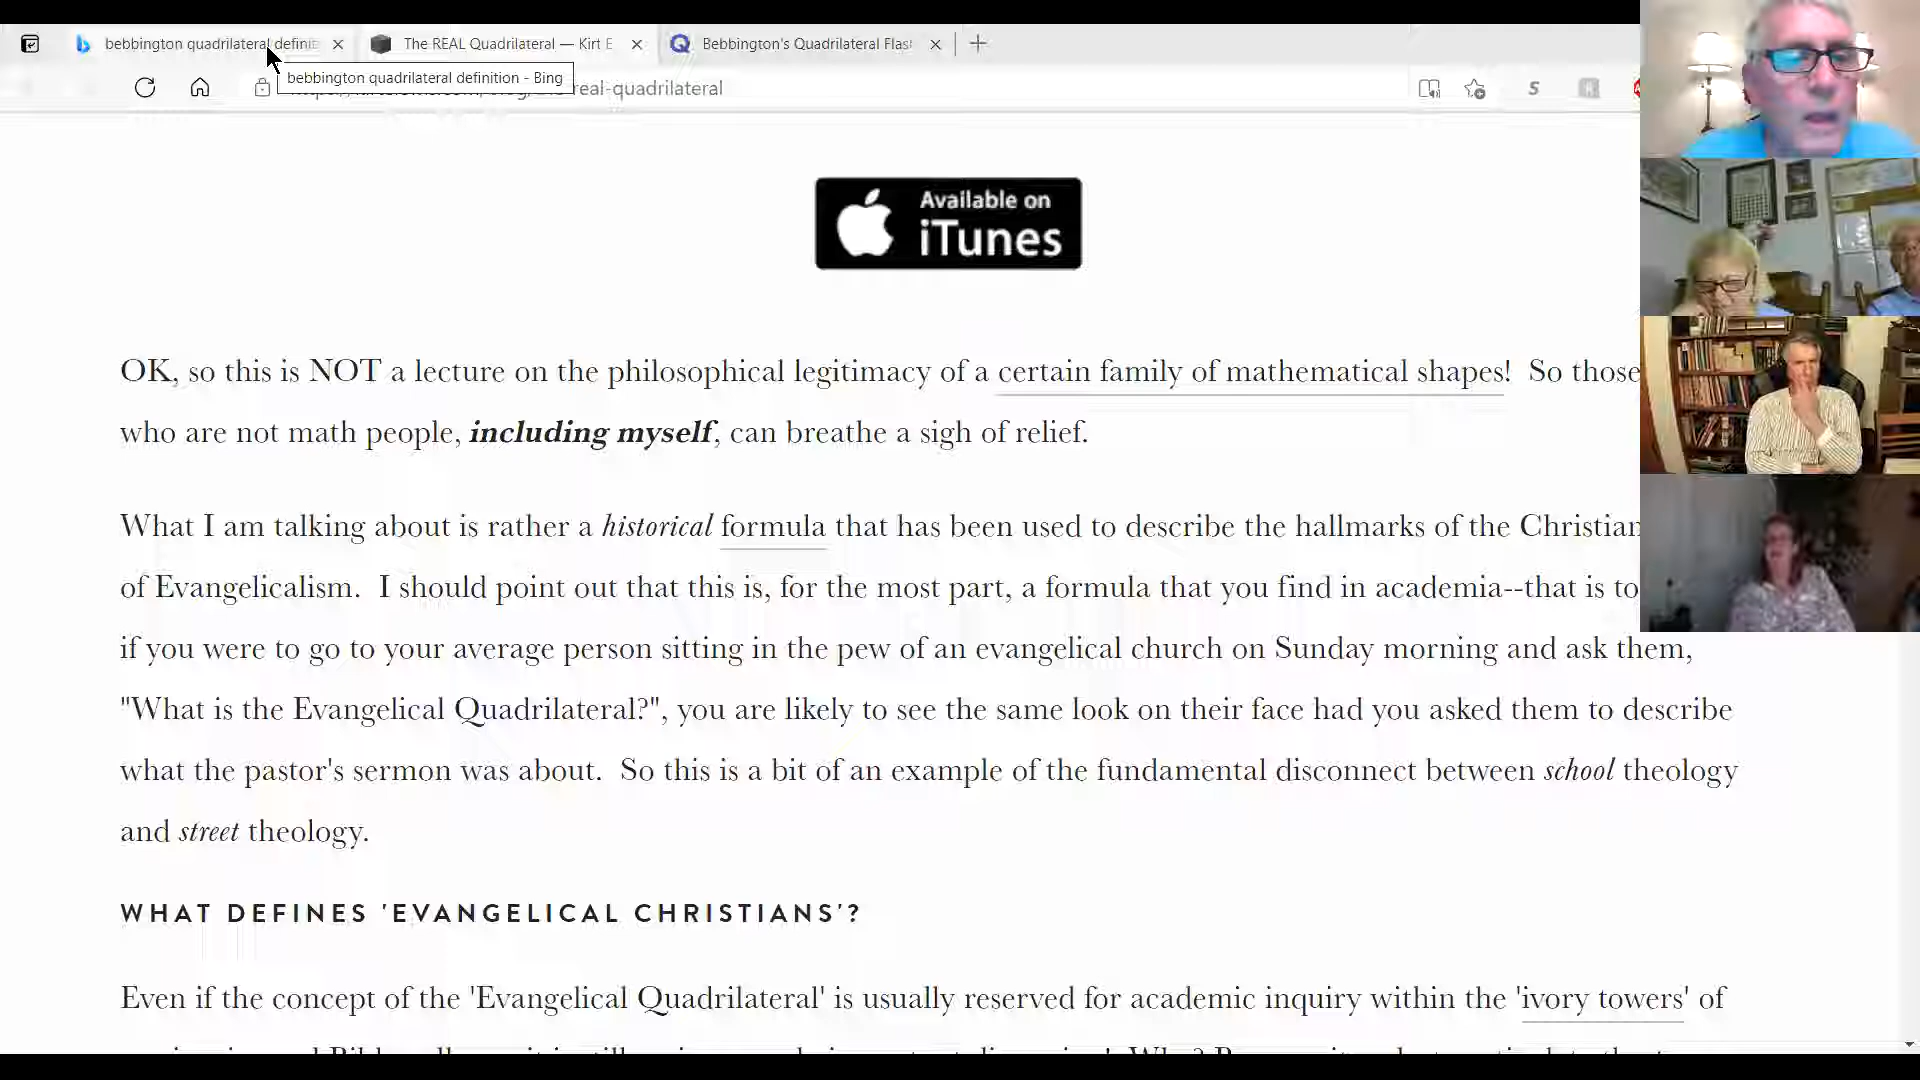 bebbington quadrilateral definit
The REAL Quadrilateral — Kirt E
Bebbington's Quadrilateral Flas
bebbington quadrilateral definition - Bing
real-quadrilateral
Available on
iTunes
OK, so this is NOT a lecture on the philosophical legitimacy of a certain family of mathematical shapes! So those
who are not math people, including myself, can breathe a sigh of relief.
What I am talking about is rather a historical formula that has been used to describe the hallmarks of the Christian
of Evangelicalism. I should point out that this is, for the most part, a formula that you find in academia--that is to
if you were to go to your average person sitting in the pew of an evangelical church on Sunday morning and ask them,
"What is the Evangelical Quadrilateral?", you are likely to see the same look on their face had you asked them to describe
what the pastor's sermon was about. So this is a bit of an example of the fundamental disconnect between school theology
and street theology.
WHAT DEFINES 'EVANGELICAL CHRISTIANS'?
Even if the concept of the 'Evangelical Quadrilateral' is usually reserved for academic inquiry within the 'ivory towers' of